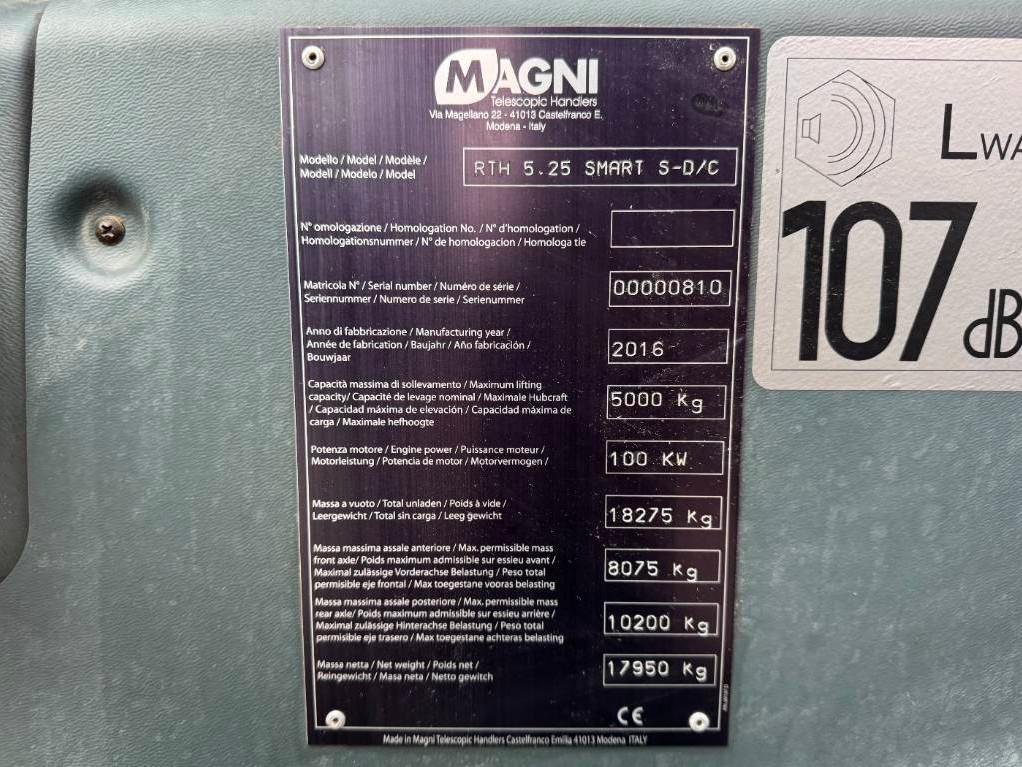 MAGNI
Telescopic Handlers
Via Magellano 22 - 41013 Castelfranco E.
Modena - Italy
Modello / Model / Modèle /
Modell / Modelo / Model
RTH 5.25 SMART S-D/C
N° omologazione / Homologation No. / N° d'homologation /
Homologationsnummer / N° de homologacion / Homologa tie
Matricola N° / Serial number / Numéro de série /
Seriennummer / Numero de serie / Serienummer
00000810
Anno di fabbricazione / Manufacturing year /
Année de fabrication / Baujahr / Año fabricación /
Bouwjaar
2016
Capacità massima di sollevamento / Maximum lifting
capacity/ Capacité de levage nominal / Maximale Hubcraft
/ Capacidad máxima de elevación / Capacidad máxima de
carga / Maximale hefhoogte
5000 Kg
Potenza motore / Engine power / Puissance moteur /
Motorleistung / Potencia de motor / Motorvermogen /
100 KW
Massa a vuoto / Total unladen / Poids à vide /
Leergewicht / Total sin carga / Leeg gewicht
18275 Kg
Massa massima assale anteriore / Max. permissible mass
front axle/ Poids maximum admissible sur essieu avant /
Maximal zulässige Vorderachse Belastung / Peso total
permisible eje frontal / Max toegestane vooras belasting
8075 Kg
Massa massima assale posteriore / Max. permissible mass
rear axle/ Poids maximum admissible sur essieu arrière /
Maximal zulässige Hinterachse Belastung / Peso total
permisible eje trasero / Max toegestane achteras belasting
10200 Kg
Massa netta / Net weight / Poids net /
Reingewicht / Masa neta / Netto gewitch
17950 Kg
CE
Made in Magni Telescopic Handlers Castelfranco Emilia 41013 Modena ITALY
LWA
107 dB